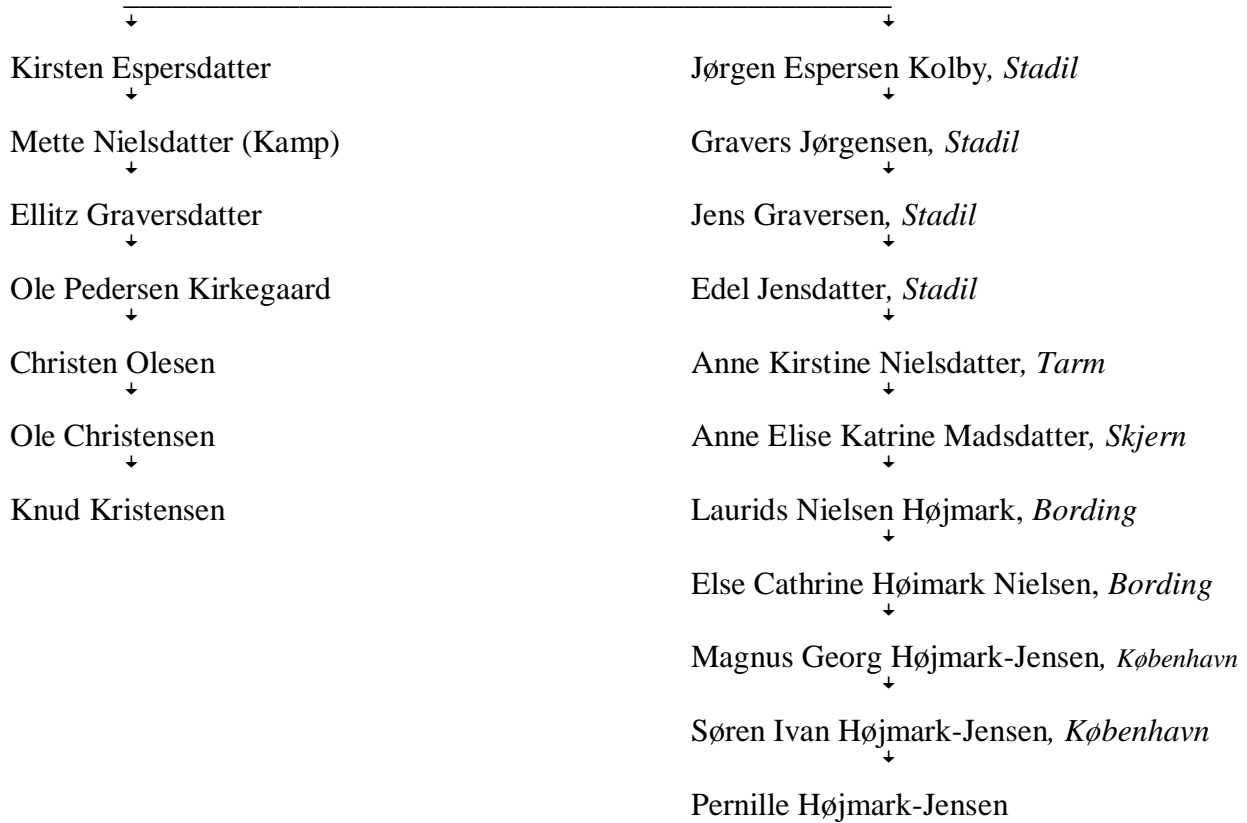 Kirsten Espersdatter
Mette Nielsdatter (Kamp)
Ellitz Graversdatter
Ole Pedersen Kirkegaard
Christen Olesen
Ole Christensen
Knud Kristensen
Jørgen Espersen Kolby, Stadil
Gravers Jørgensen, Stadil
Jens Graversen, Stadil
Edel Jensdatter, Stadil
Anne Kirstine Nielsdatter, Tarm
Anne Elise Katrine Madsdatter, Skjern
Laurids Nielsen Højmark, Bording
Else Cathrine Høimark Nielsen, Bording
Magnus Georg Højmark-Jensen, København
Søren Ivan Højmark-Jensen, København
Pernille Højmark-Jensen